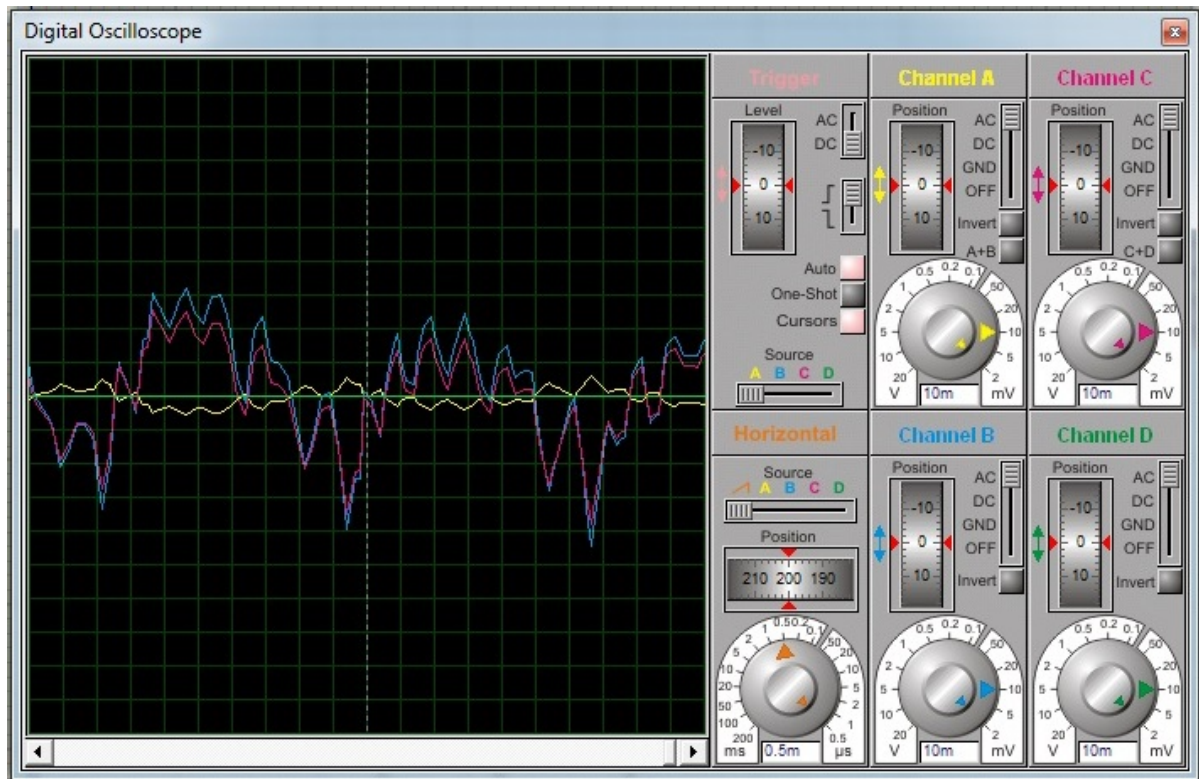 Digital Oscilloscope
Trigger
Level
AC
DC
-10
0
10
Auto
One-Shot
Cursors
Source
A B C D
Channel A
Position
AC
DC
GND
OFF
-10
0
10
Invert
A+B
20 10 5 2 1 0.5 0.2 0.1 50 20 10 5 2
V 10m mV
Channel C
Position
AC
DC
GND
OFF
-10
0
10
Invert
C+D
20 10 5 2 1 0.5 0.2 0.1 50 20 10 5 2
V 10m mV
Horizontal
Source
A B C D
Position
210 200 190
200 100 50 20 10 5 2 1 0.5 0.2 0.1 50 20 10 5 2 1 0.5
ms 0.5m µs
Channel B
Position
AC
DC
GND
OFF
-10
0
10
Invert
20 10 5 2 1 0.5 0.2 0.1 50 20 10 5 2
V 10m mV
Channel D
Position
AC
DC
GND
OFF
-10
0
10
Invert
20 10 5 2 1 0.5 0.2 0.1 50 20 10 5 2
V 10m mV